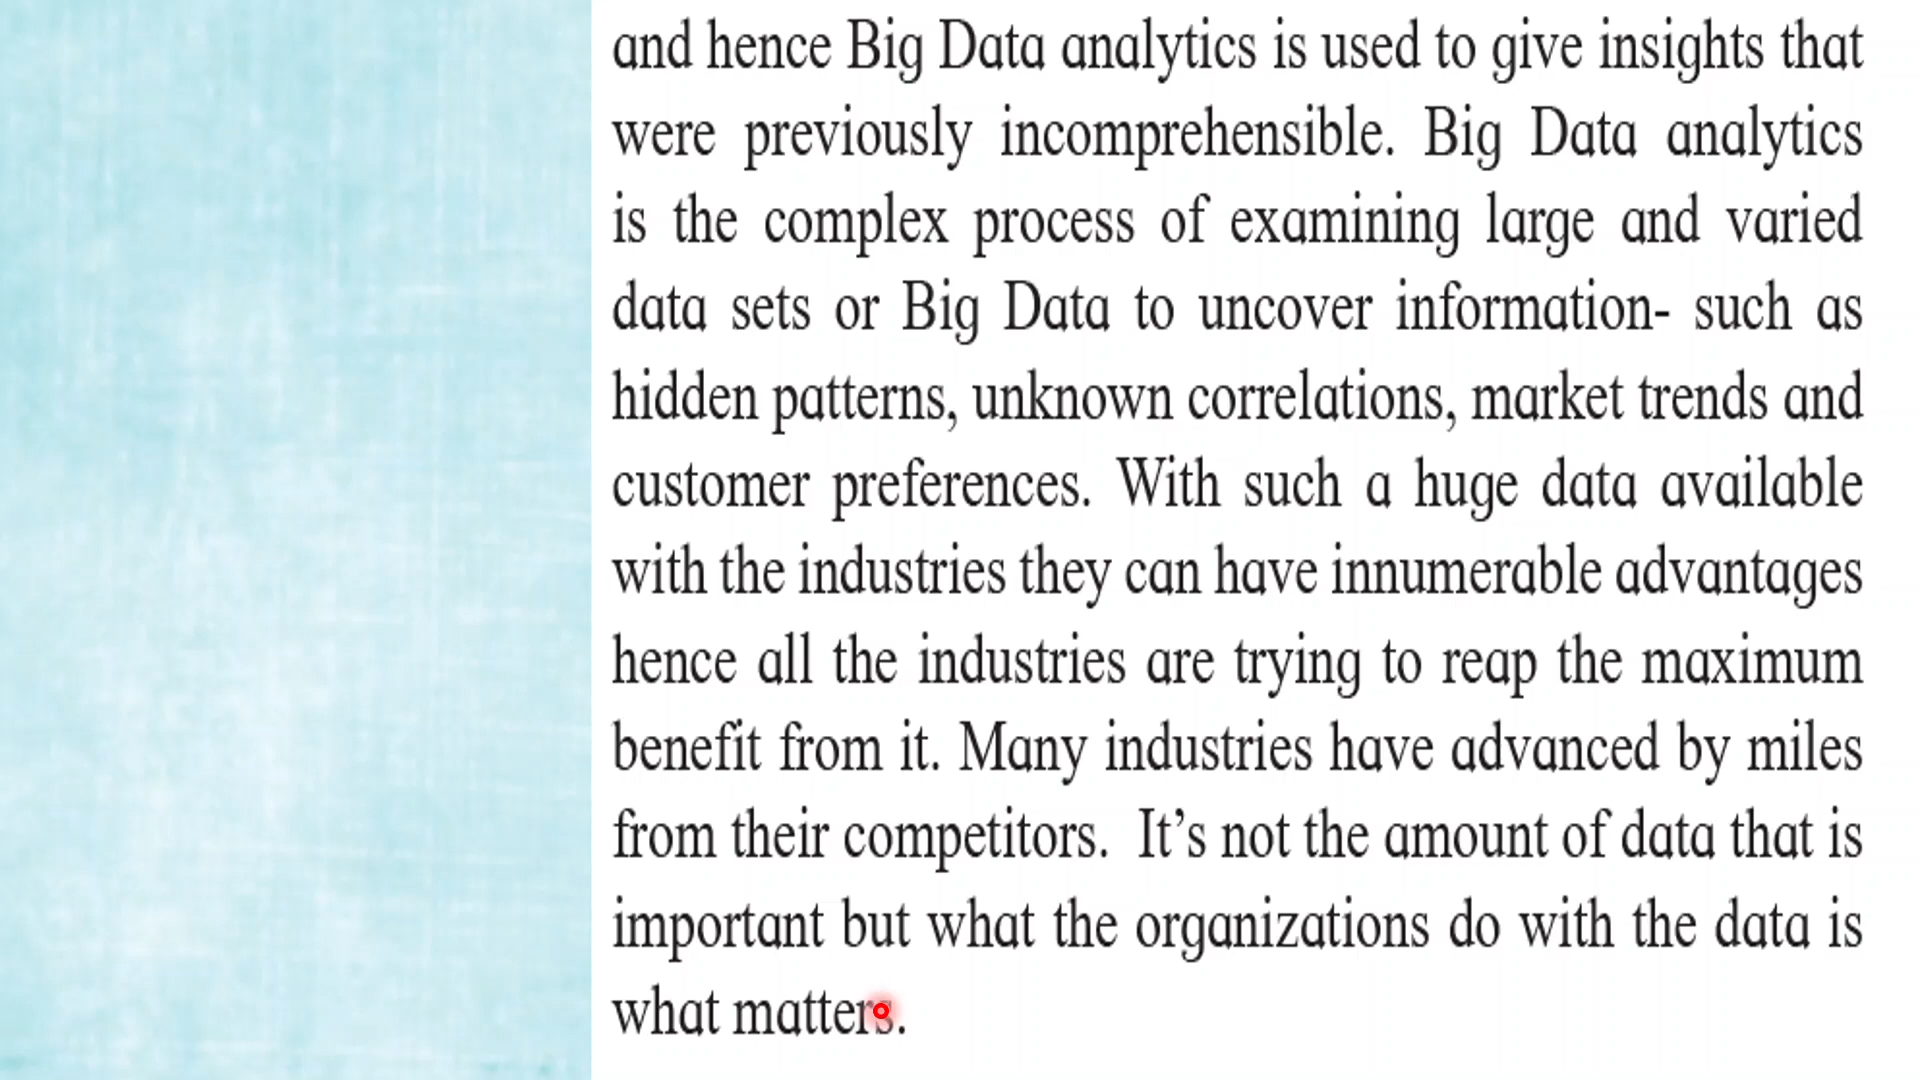 and hence Big Data analytics is used to give insights that
were previously incomprehensible. Big Data analytics
is the complex process of examining large and varied
data sets or Big Data to uncover information- such as
hidden patterns, unknown correlations, market trends and
customer preferences. With such a huge data available
with the industries they can have innumerable advantages
hence all the industries are trying to reap the maximum
benefit from it. Many industries have advanced by miles
from their competitors. It’s not the amount of data that is
important but what the organizations do with the data is
what matters.